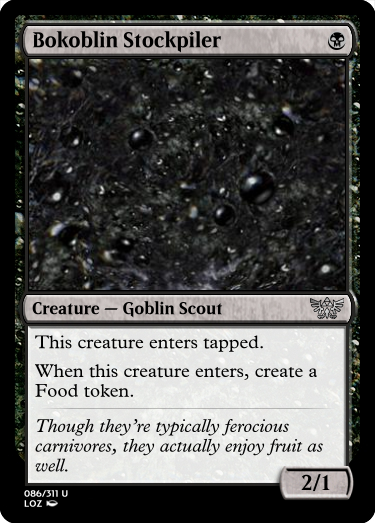 Bokoblin Stockpiler
Creature — Goblin Scout
This creature enters tapped.
When this creature enters, create a
Food token.
Though they're typically ferocious
carnivores, they actually enjoy fruit as
well.
2/1
086/311 U
LOZ